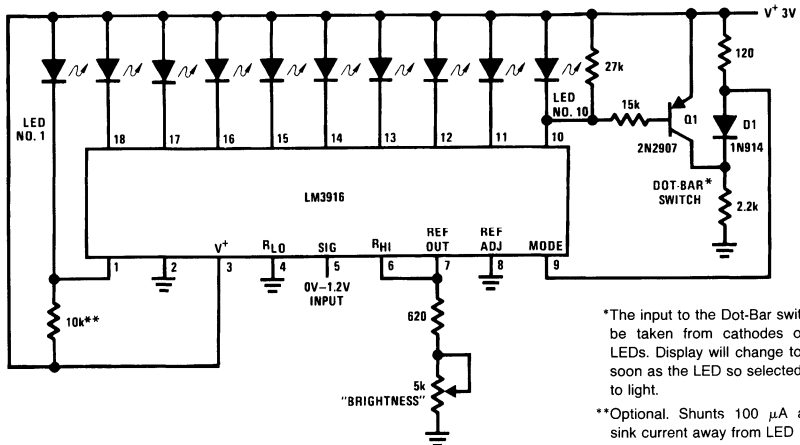 V+ 3V
120
27k
LED
NO. 1
LED
NO. 10
15k
Q1
D1
2N2907
1N914
18 17 16 15 14 13 12 11 10
DOT-BAR*
SWITCH
2.2k
LM3916
V+ RLO SIG RHI REF OUT REF ADJ MODE
1 2 3 4 5 6 7 8 9
0V–1.2V
INPUT
10k**
620
5k
"BRIGHTNESS"
*The input to the Dot-Bar swit
be taken from cathodes o
LEDs. Display will change to
soon as the LED so selected
to light.
**Optional. Shunts 100 μA a
sink current away from LED